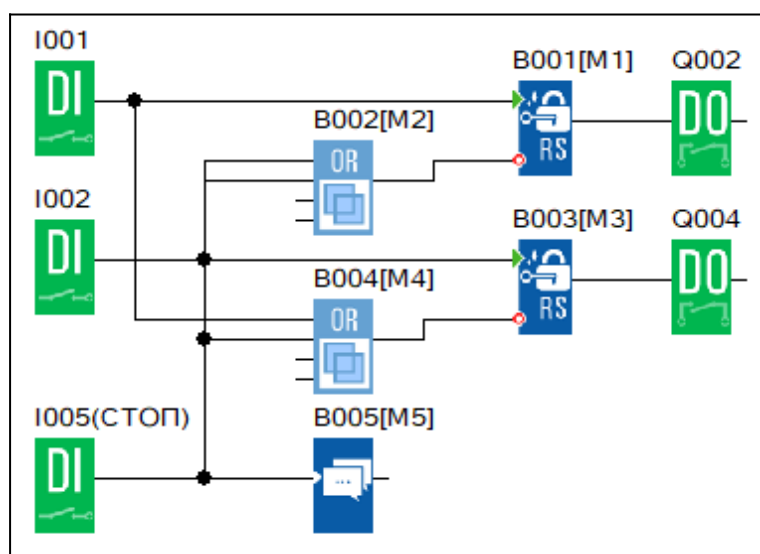 I001
DI
B001[M1]
RS
Q002
DO
B002[M2]
OR
I002
DI
B003[M3]
RS
Q004
DO
B004[M4]
OR
I005(СТОП)
DI
B005[M5]
...